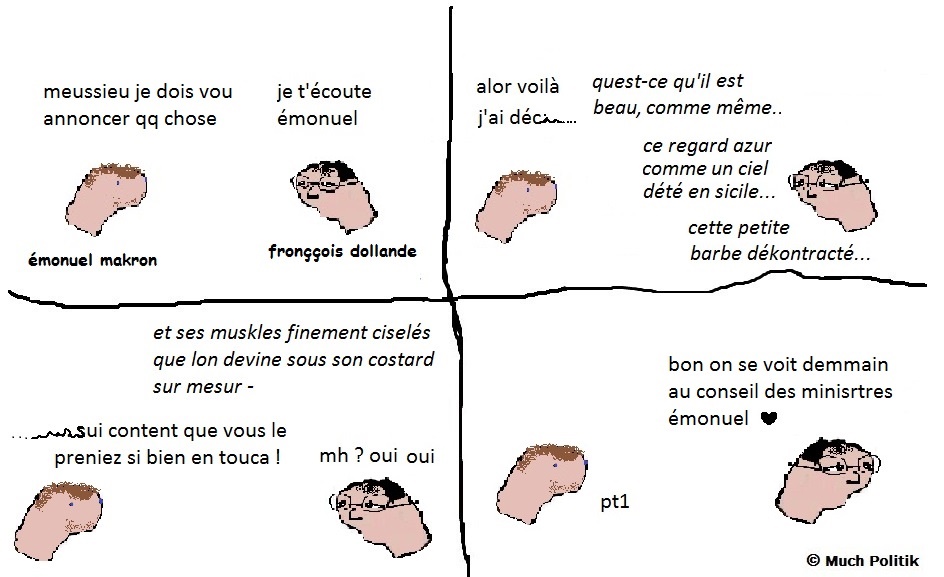 meussieu je dois vou
annoncer qq chose
je t'écoute
émonuel
émonuel makron
fronggois dollande
alor voilà
j'ai déc
quest-ce qu'il est
beau, comme même..
ce regard azur
comme un ciel
dété en sicile...
cette petite
barbe dékontracté...
et ses muskles finement ciselés
que lon devine sous son costard
sur mesur -
sui content que vous le
preniez si bien en touca !
mh ? oui oui
bon on se voit demmain
au conseil des minisrtres
émonuel ♥
pt1
© Much Politik